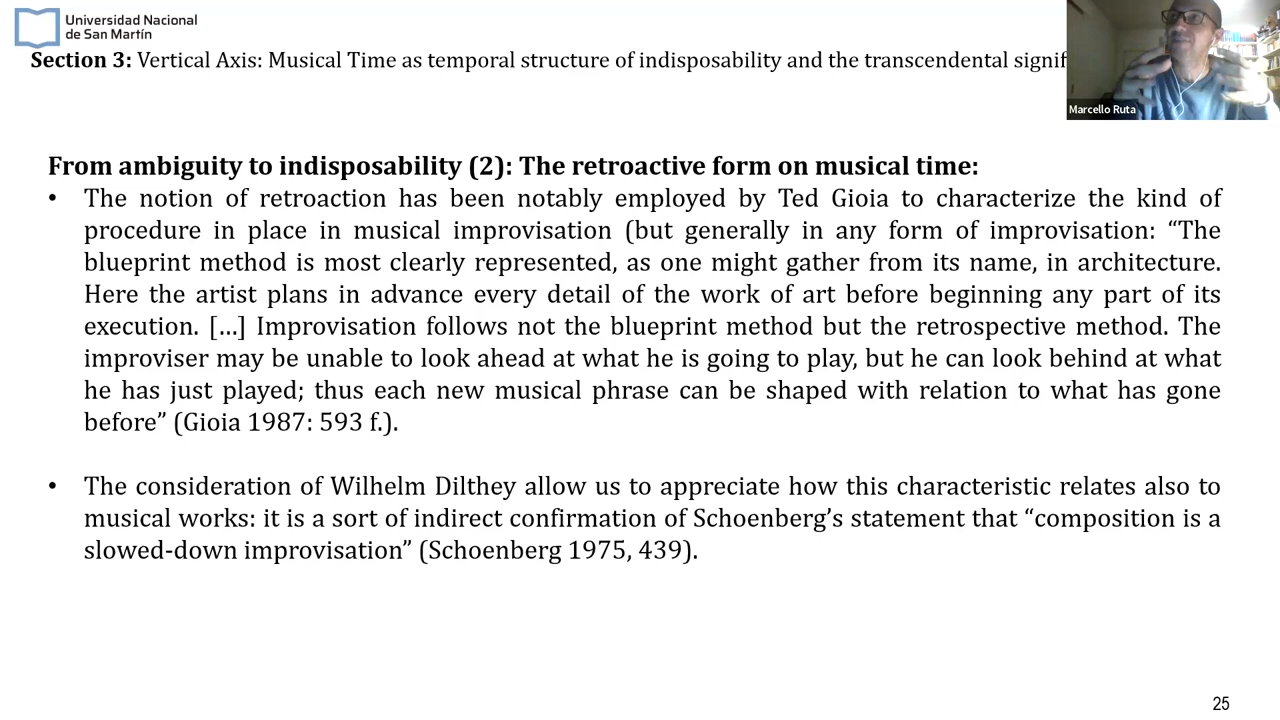 Universidad Nacional
de San Martín
Section 3: Vertical Axis: Musical Time as temporal structure of indisposability and the transcendental signif
Marcello Ruta
From ambiguity to indisposability (2): The retroactive form on musical time:
• The notion of retroaction has been notably employed by Ted Gioia to characterize the kind of
procedure in place in musical improvisation (but generally in any form of improvisation: “The
blueprint method is most clearly represented, as one might gather from its name, in architecture.
Here the artist plans in advance every detail of the work of art before beginning any part of its
execution. [...] Improvisation follows not the blueprint method but the retrospective method. The
improviser may be unable to look ahead at what he is going to play, but he can look behind at what
he has just played; thus each new musical phrase can be shaped with relation to what has gone
before” (Gioia 1987: 593 f.).
• The consideration of Wilhelm Dilthey allow us to appreciate how this characteristic relates also to
musical works: it is a sort of indirect confirmation of Schoenberg’s statement that “composition is a
slowed-down improvisation” (Schoenberg 1975, 439).
25